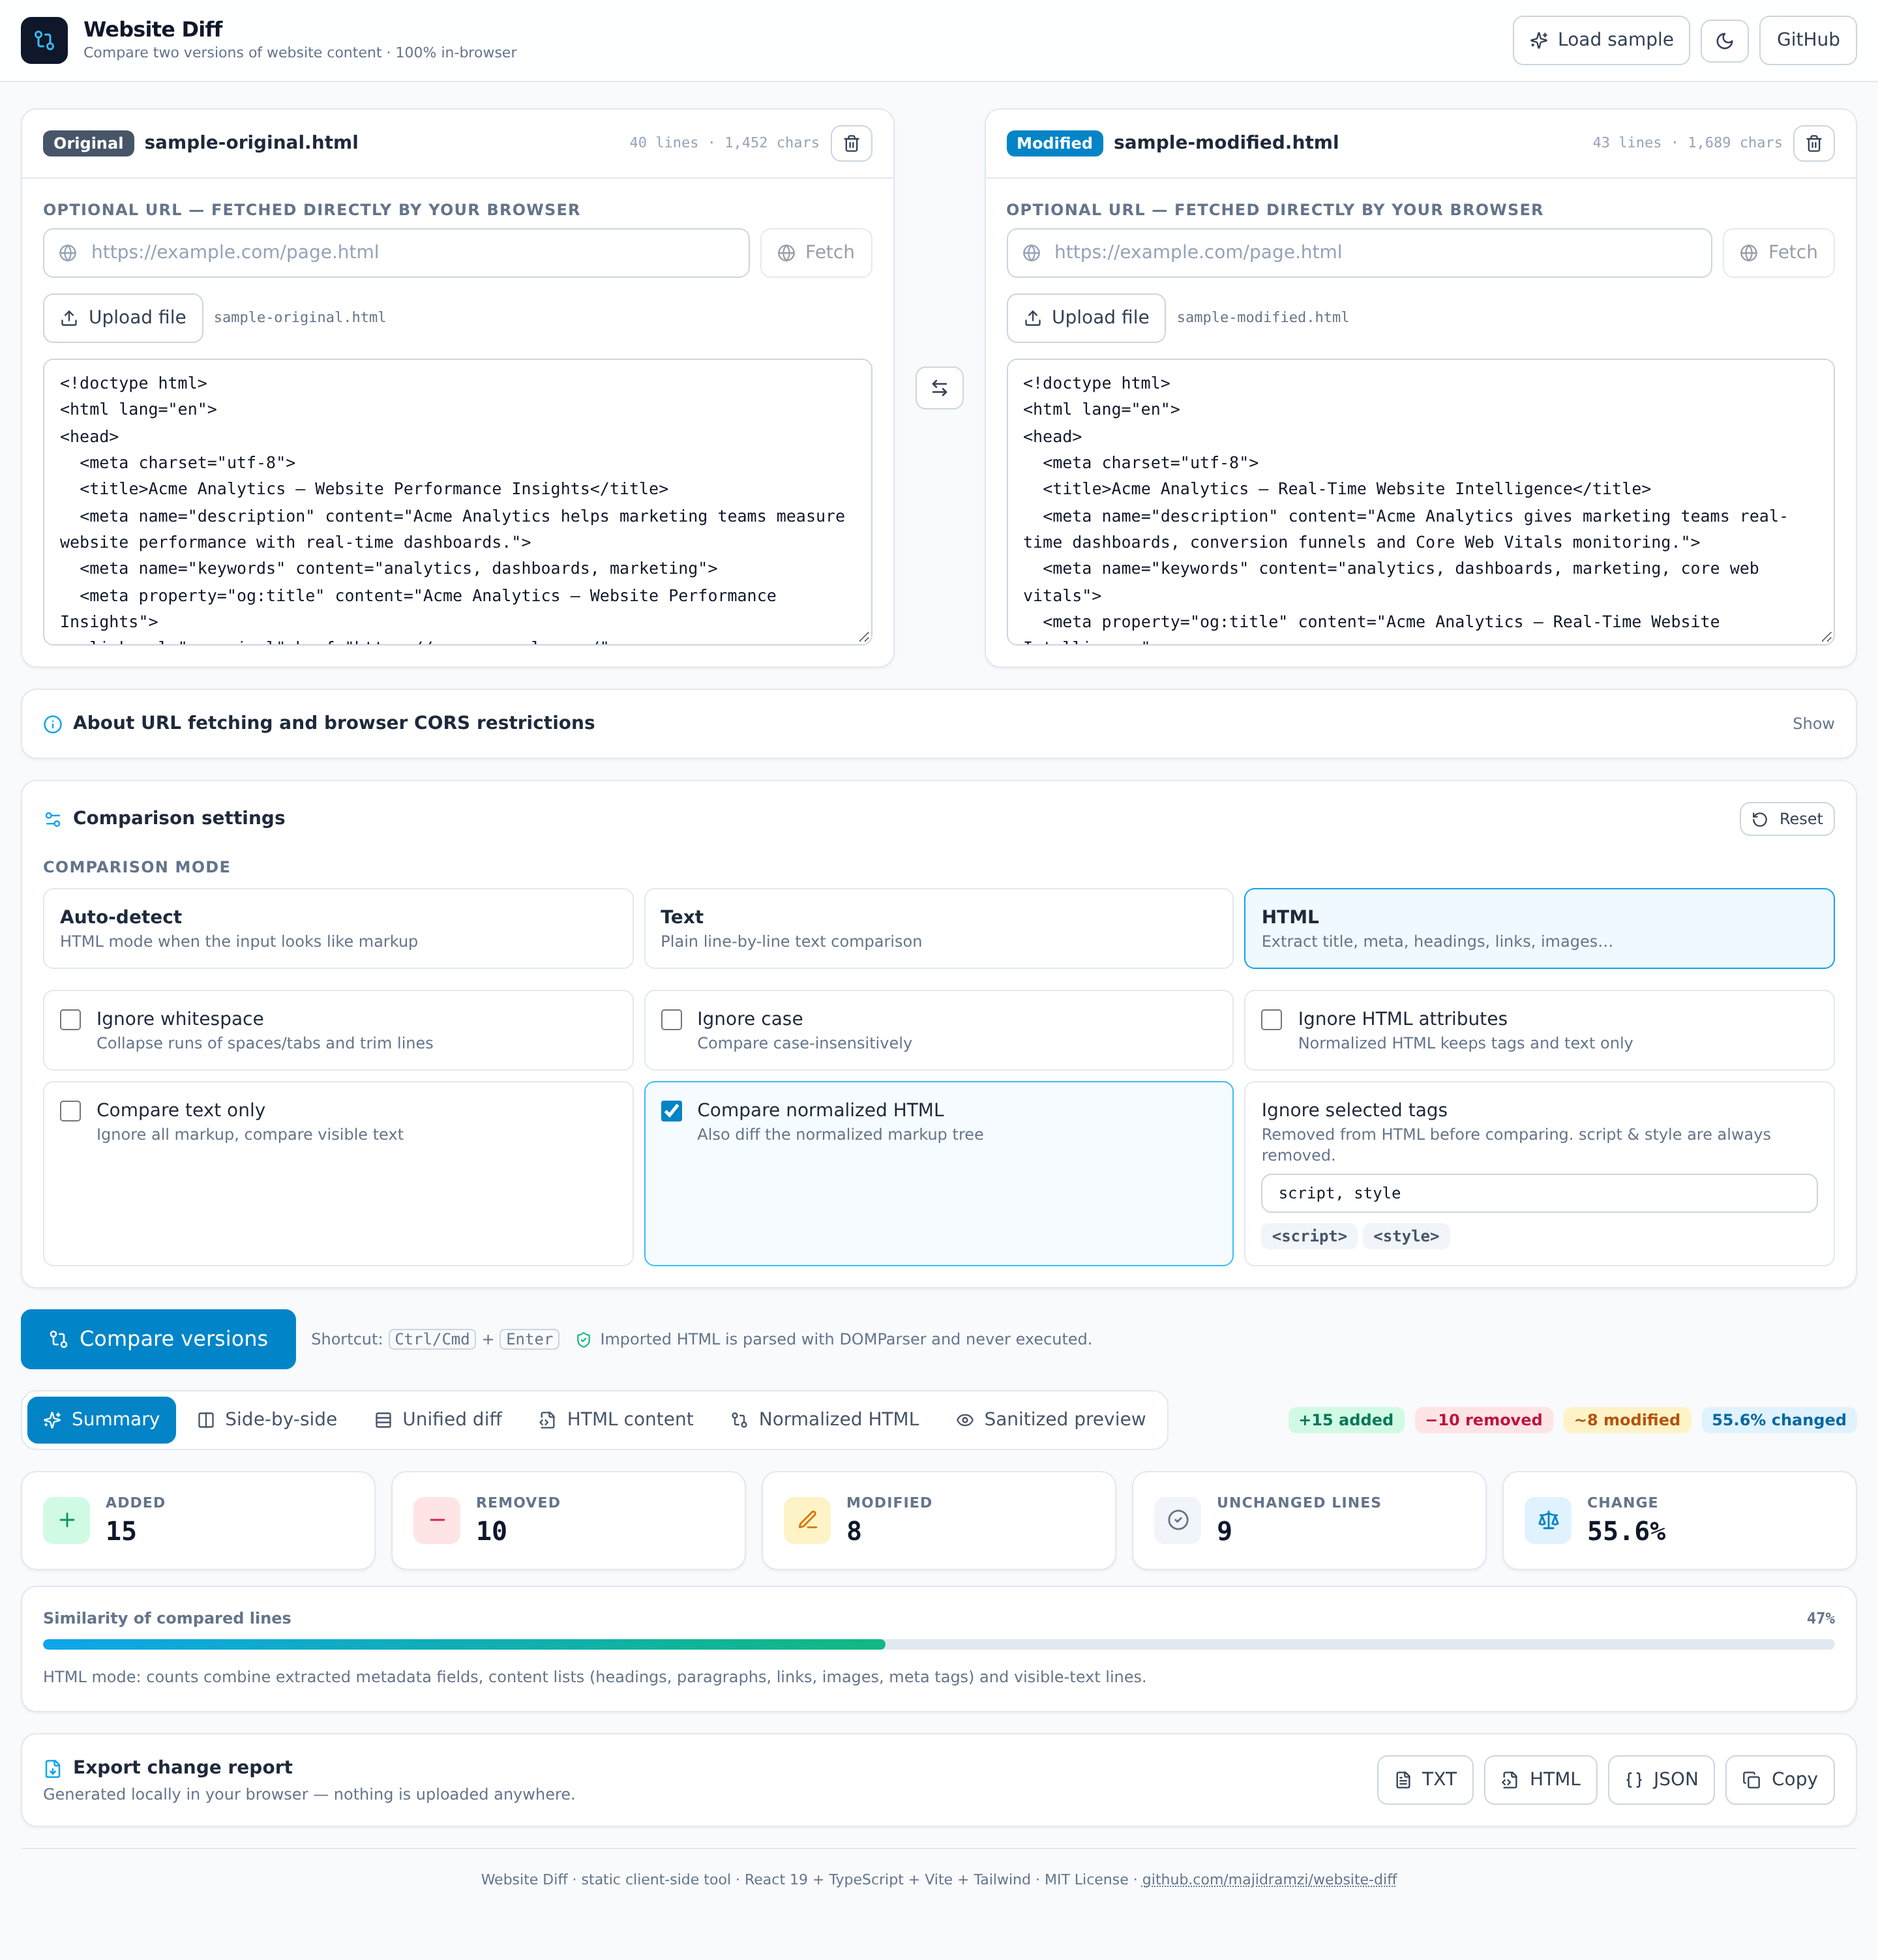 Website Diff
Compare two versions of website content · 100% in-browser
Load sample
GitHub
Original sample-original.html 40 lines · 1,452 chars
OPTIONAL URL — FETCHED DIRECTLY BY YOUR BROWSER
https://example.com/page.html
Fetch
Upload file sample-original.html
<!doctype html>
<html lang="en">
<head>
  <meta charset="utf-8">
  <title>Acme Analytics — Website Performance Insights</title>
  <meta name="description" content="Acme Analytics helps marketing teams measure
website performance with real-time dashboards.">
  <meta name="keywords" content="analytics, dashboards, marketing">
  <meta property="og:title" content="Acme Analytics — Website Performance
Insights">
Modified sample-modified.html 43 lines · 1,689 chars
OPTIONAL URL — FETCHED DIRECTLY BY YOUR BROWSER
https://example.com/page.html
Fetch
Upload file sample-modified.html
<!doctype html>
<html lang="en">
<head>
  <meta charset="utf-8">
  <title>Acme Analytics — Real-Time Website Intelligence</title>
  <meta name="description" content="Acme Analytics gives marketing teams real-
time dashboards, conversion funnels and Core Web Vitals monitoring.">
  <meta name="keywords" content="analytics, dashboards, marketing, core web
vitals">
  <meta property="og:title" content="Acme Analytics — Real-Time Website
About URL fetching and browser CORS restrictions
Show
Comparison settings
Reset
COMPARISON MODE
Auto-detect
HTML mode when the input looks like markup
Text
Plain line-by-line text comparison
HTML
Extract title, meta, headings, links, images…
Ignore whitespace
Collapse runs of spaces/tabs and trim lines
Ignore case
Compare case-insensitively
Ignore HTML attributes
Normalized HTML keeps tags and text only
Compare text only
Ignore all markup, compare visible text
Compare normalized HTML
Also diff the normalized markup tree
Ignore selected tags
Removed from HTML before comparing. script & style are always
removed.
script, style
<script> <style>
Compare versions
Shortcut: Ctrl/Cmd + Enter
Imported HTML is parsed with DOMParser and never executed.
Summary
Side-by-side
Unified diff
HTML content
Normalized HTML
Sanitized preview
+15 added
−10 removed
~8 modified
55.6% changed
ADDED
15
REMOVED
10
MODIFIED
8
UNCHANGED LINES
9
CHANGE
55.6%
Similarity of compared lines
47%
HTML mode: counts combine extracted metadata fields, content lists (headings, paragraphs, links, images, meta tags) and visible-text lines.
Export change report
Generated locally in your browser — nothing is uploaded anywhere.
TXT
HTML
JSON
Copy
Website Diff · static client-side tool · React 19 + TypeScript + Vite + Tailwind · MIT License · github.com/majidramzi/website-diff